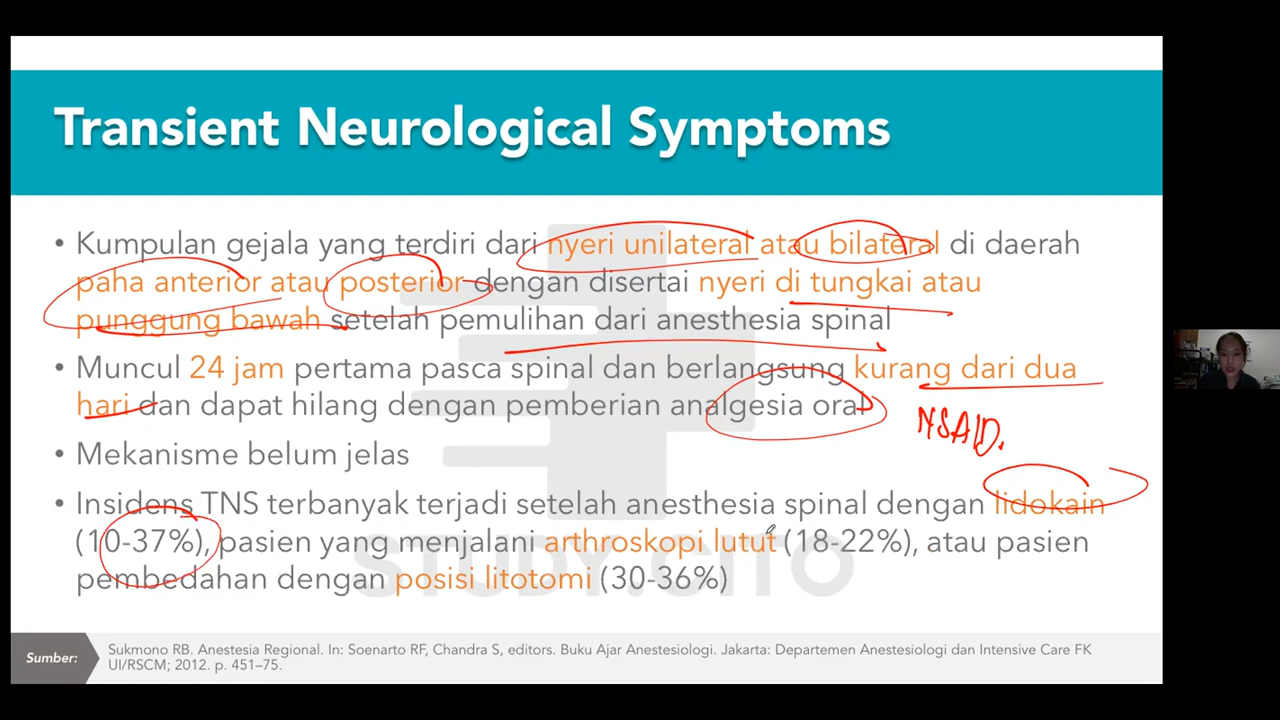 Transient Neurological Symptoms
• Kumpulan gejala yang terdiri dari nyeri unilateral atau bilateral di daerah
paha anterior atau posterior dengan disertai nyeri di tungkai atau
punggung bawah setelah pemulihan dari anesthesia spinal
• Muncul 24 jam pertama pasca spinal dan berlangsung kurang dari dua
hari dan dapat hilang dengan pemberian analgesia oral
NSAID.
• Mekanisme belum jelas
• Insidens TNS terbanyak terjadi setelah anesthesia spinal dengan lidokain
(10-37%), pasien yang menjalani arthroskopi lutut (18-22%), atau pasien
pembedahan dengan posisi litotomi (30-36%)
STUDY.CITO
Sumber:
Sukmono RB. Anestesia Regional. In: Soenarto RF, Chandra S, editors. Buku Ajar Anestesiologi. Jakarta: Departemen Anestesiologi dan Intensive Care FK
UI/RSCM; 2012. p. 451–75.